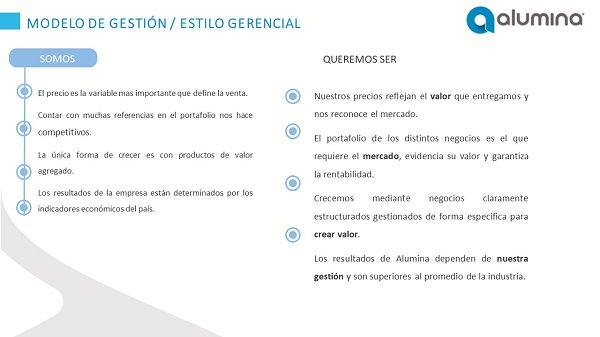 MODELO DE GESTIÓN / ESTILO GERENCIAL
alumina
SOMOS
El precio es la variable mas importante que define la venta.
Contar con muchas referencias en el portafolio nos hace
competitivos.
La única forma de crecer es con productos de valor
agregado.
Los resultados de la empresa están determinados por los
indicadores económicos del país.
QUEREMOS SER
Nuestros precios reflejan el valor que entregamos y
nos reconoce el mercado.
El portafolio de los distintos negocios es el que
requiere el mercado, evidencia su valor y garantiza
la rentabilidad.
Crecemos mediante negocios claramente
estructurados gestionados de forma específica para
crear valor.
Los resultados de Alumina dependen de nuestra
gestión y son superiores al promedio de la industria.